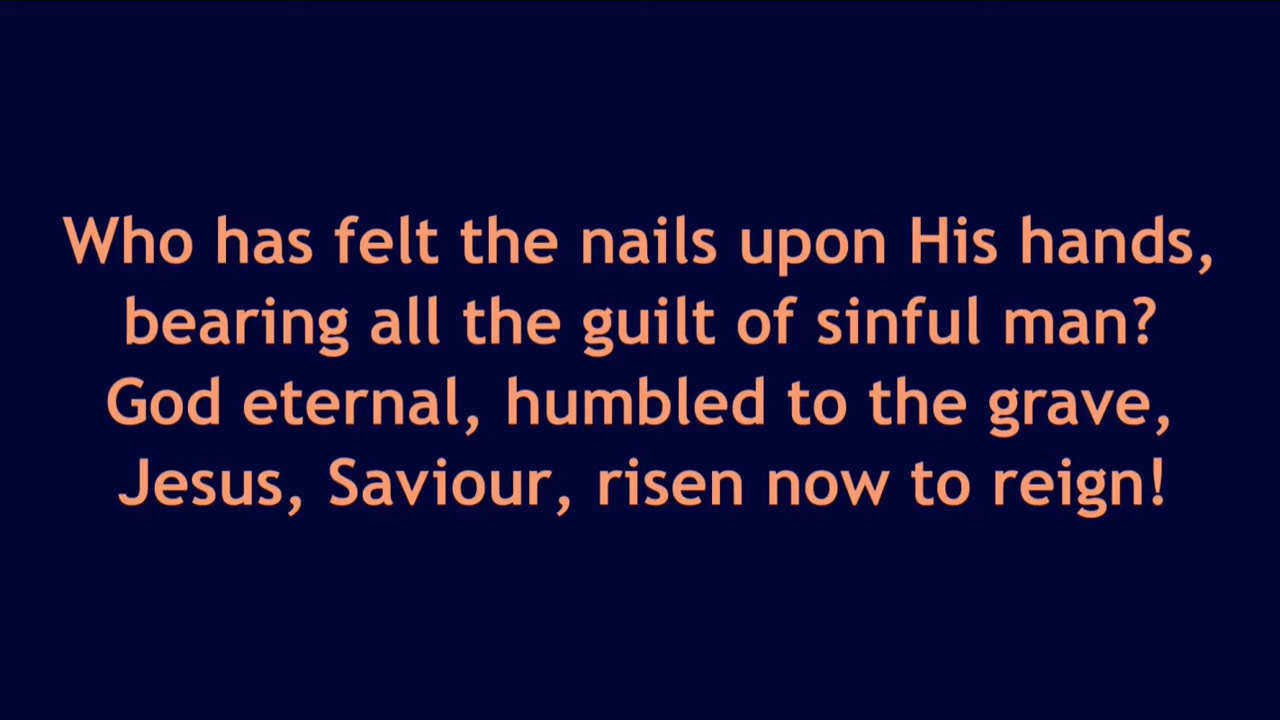 Who has felt the nails upon His hands,
bearing all the guilt of sinful man?
God eternal, humbled to the grave,
Jesus, Saviour, risen now to reign!